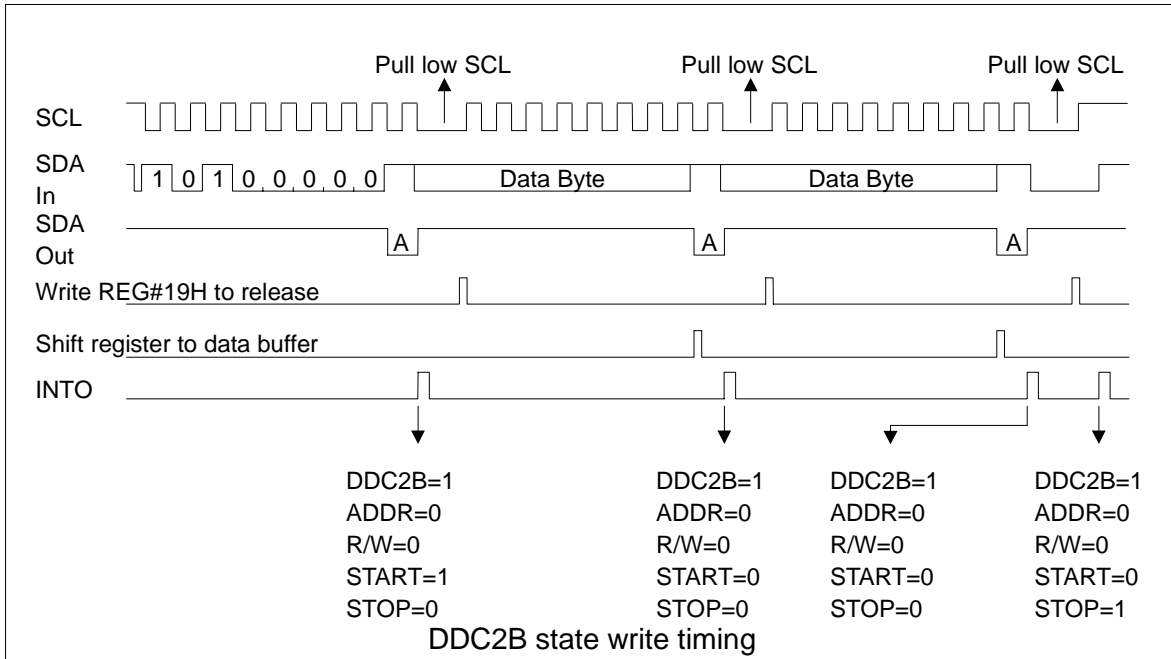 Pull low SCL Pull low SCL Pull low SCL
SCL
SDA In 1 0 1 0 0 0 0 0 Data Byte Data Byte
SDA Out A A A
Write REG#19H to release
Shift register to data buffer
INTO
DDC2B=1 DDC2B=1 DDC2B=1 DDC2B=1
ADDR=0 ADDR=0 ADDR=0 ADDR=0
R/W=0 R/W=0 R/W=0 R/W=0
START=1 START=0 START=0 START=0
STOP=0 STOP=0 STOP=0 STOP=1
DDC2B state write timing